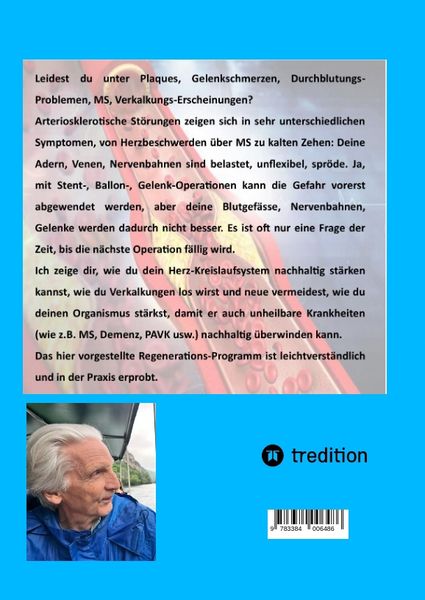 Leidest du unter Plaques, Gelenkschmerzen, Durchblutungs-
Problemen, MS, Verkalkungs-Erscheinungen?
Arteriosklerotische Störungen zeigen sich in sehr unterschiedlichen
Symptomen, von Herzbeschwerden über MS zu kalten Zehen: Deine
Adern, Venen, Nervenbahnen sind belastet, unflexibel, spröde. Ja,
mit Stent-, Ballon-, Gelenk-Operationen kann die Gefahr vorerst
abgewendet werden, aber deine Blutgefässe, Nervenbahnen,
Gelenke werden dadurch nicht besser. Es ist oft nur eine Frage der
Zeit, bis die nächste Operation fällig wird.
Ich zeige dir, wie du dein Herz-Kreislaufsystem nachhaltig stärken
kannst, wie du Verkalkungen los wirst und neue vermeidest, wie du
deinen Organismus stärkst, damit er auch unheilbare Krankheiten
(wie z.B. MS, Demenz, PAVK usw.) nachhaltig überwinden kann.
Das hier vorgestellte Regenerations-Programm ist leichtverständlich
und in der Praxis erprobt.
tredition
9 783384 006486